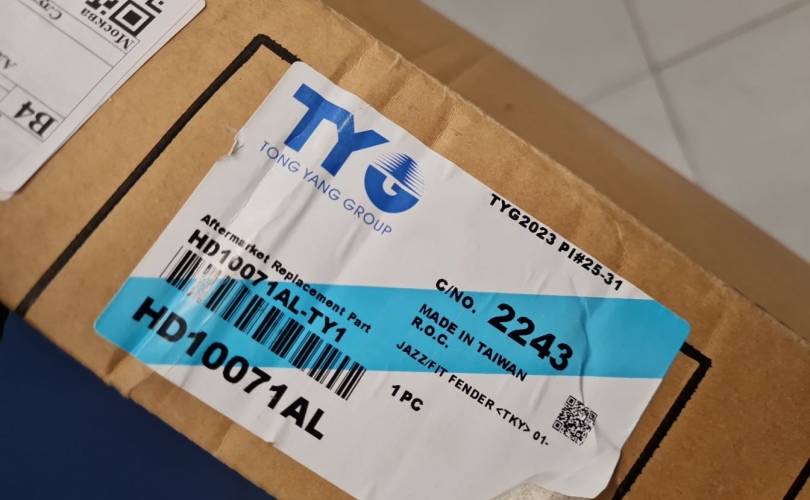 Москва
B4
TYG
TONG YANG GROUP
TYG2023 PI#25-31
Aftermarket Replacement Part
HD10071AL-TY1
HD10071AL
C/NO. 2243
MADE IN TAIWAN
R.O.C.
JAZZ/FIT FENDER <TKY> 01-
1 PC